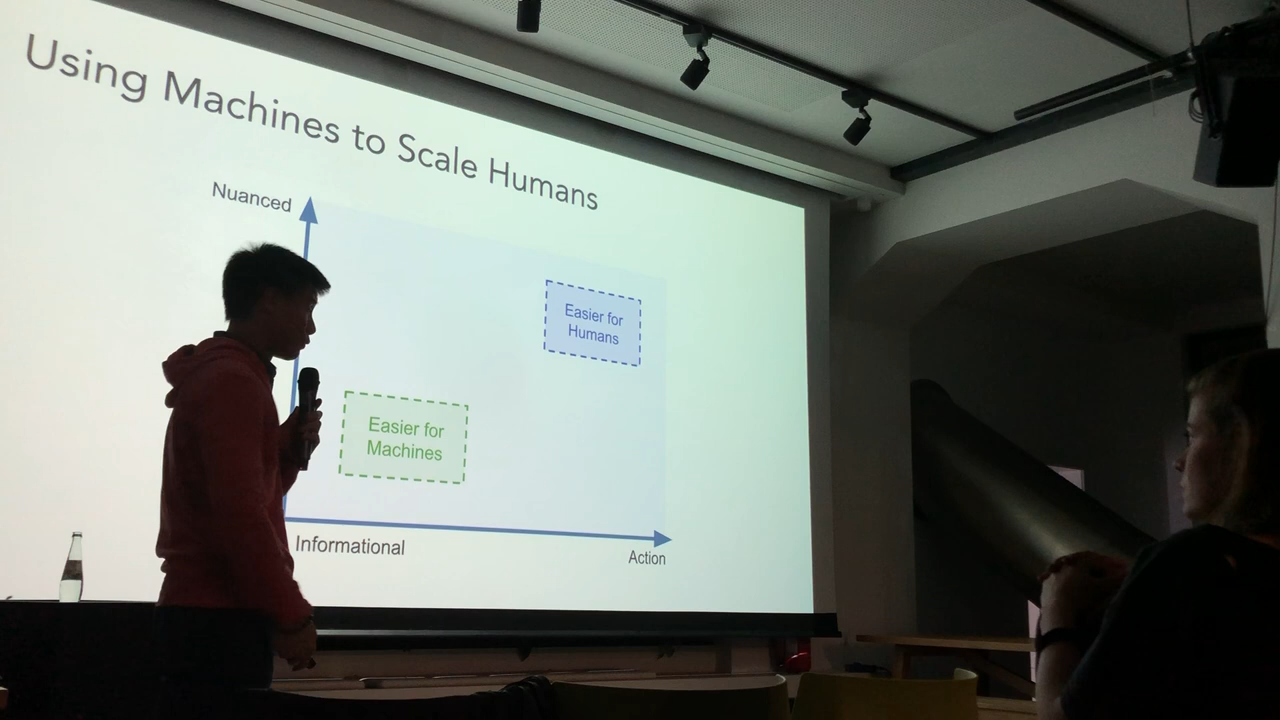 Using Machines to Scale Humans
Nuanced
Easier for
Humans
Easier for
Machines
Informational
Action